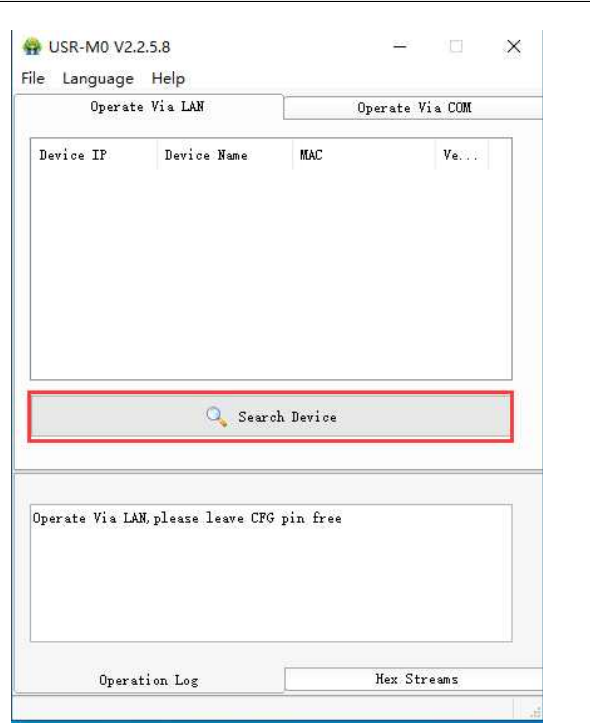 USR-M0 V2.2.5.8
File Language Help
Operate Via LAN Operate Via COM
Device IP Device Name MAC Ve...
Search Device
Operate Via LAN,please leave CFG pin free
Operation Log Hex Streams